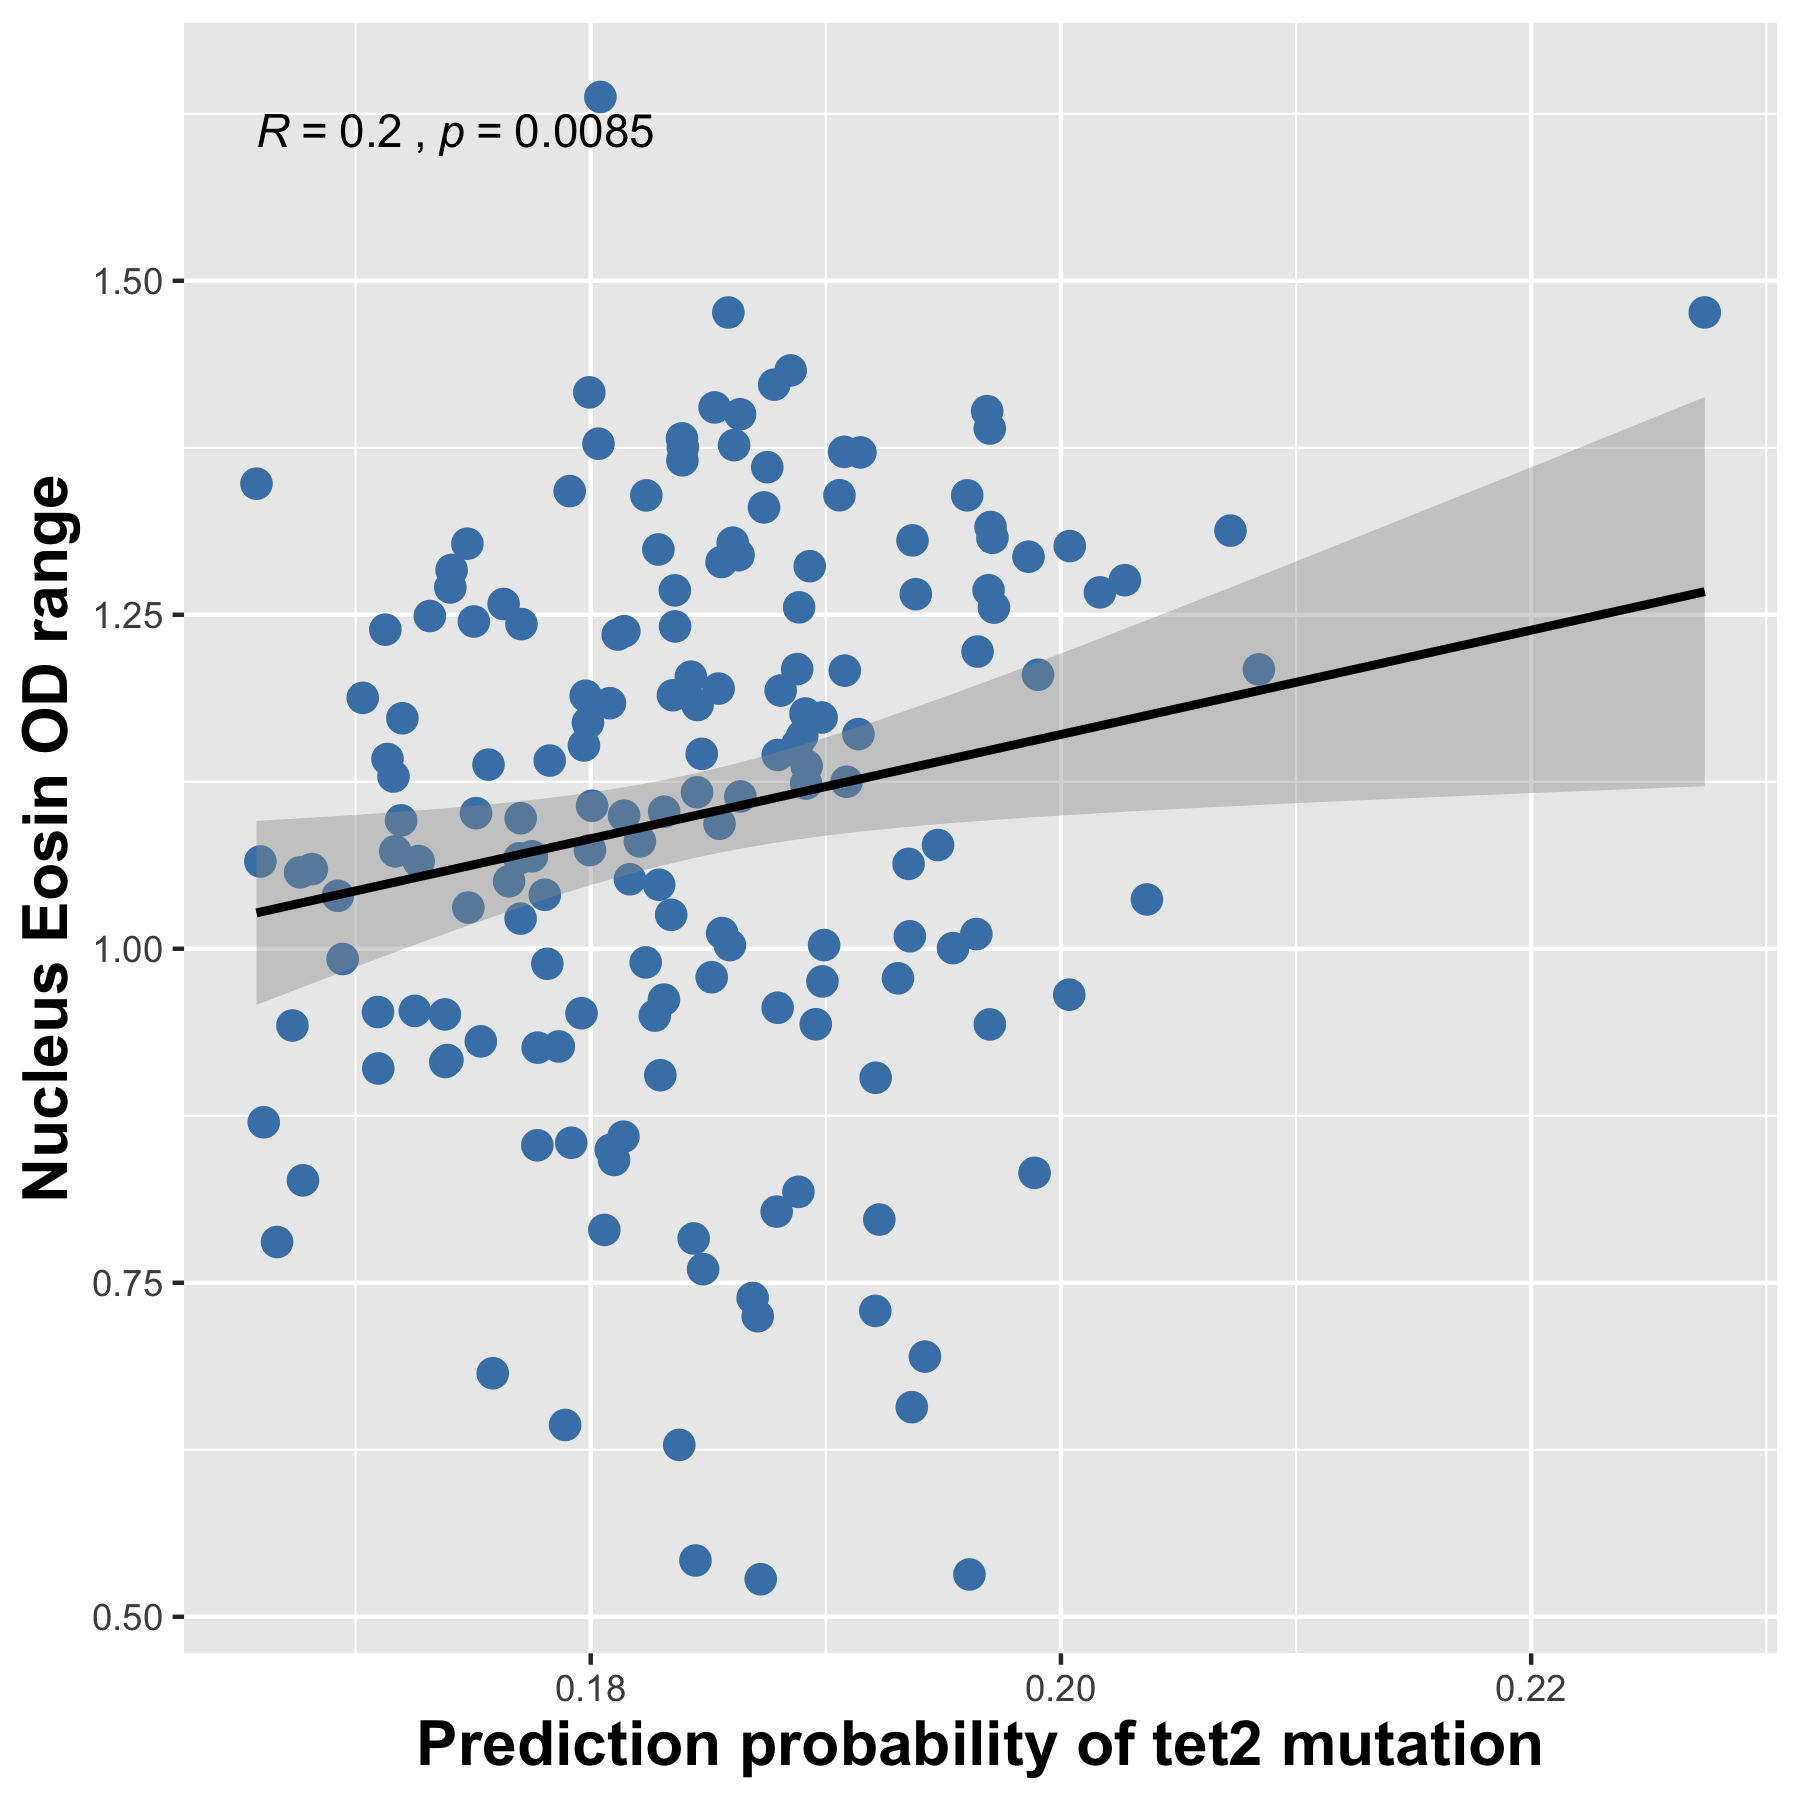 R = 0.2 , p = 0.0085
Nucleus Eosin OD range
1.50
1.25
1.00
0.75
0.50
0.18 0.20 0.22
Prediction probability of tet2 mutation